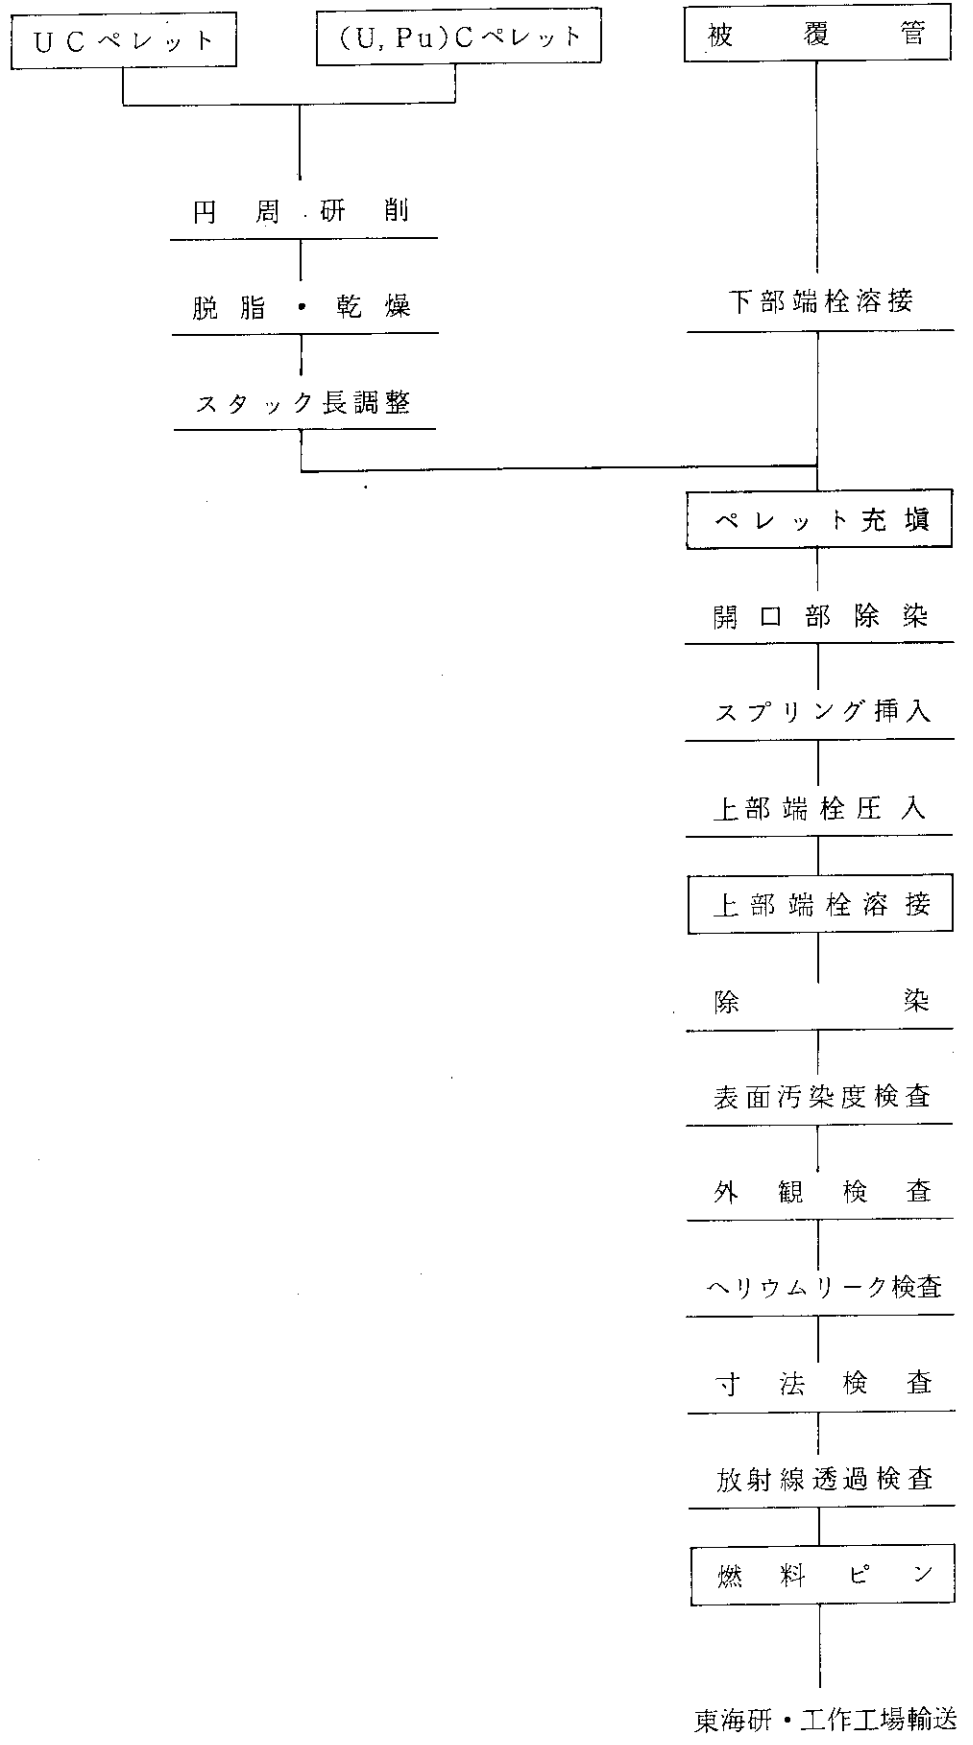 UCペレット
(U, Pu)Cペレット
被覆管
円周研削
脱脂・乾燥
スタック長調整
下部端栓溶接
ペレット充塡
開口部除染
スプリング挿入
上部端栓圧入
上部端栓溶接
除染
表面汚染度検査
外観検査
ヘリウムリーク検査
寸法検査
放射線透過検査
燃料ピン
東海研・工作工場輸送